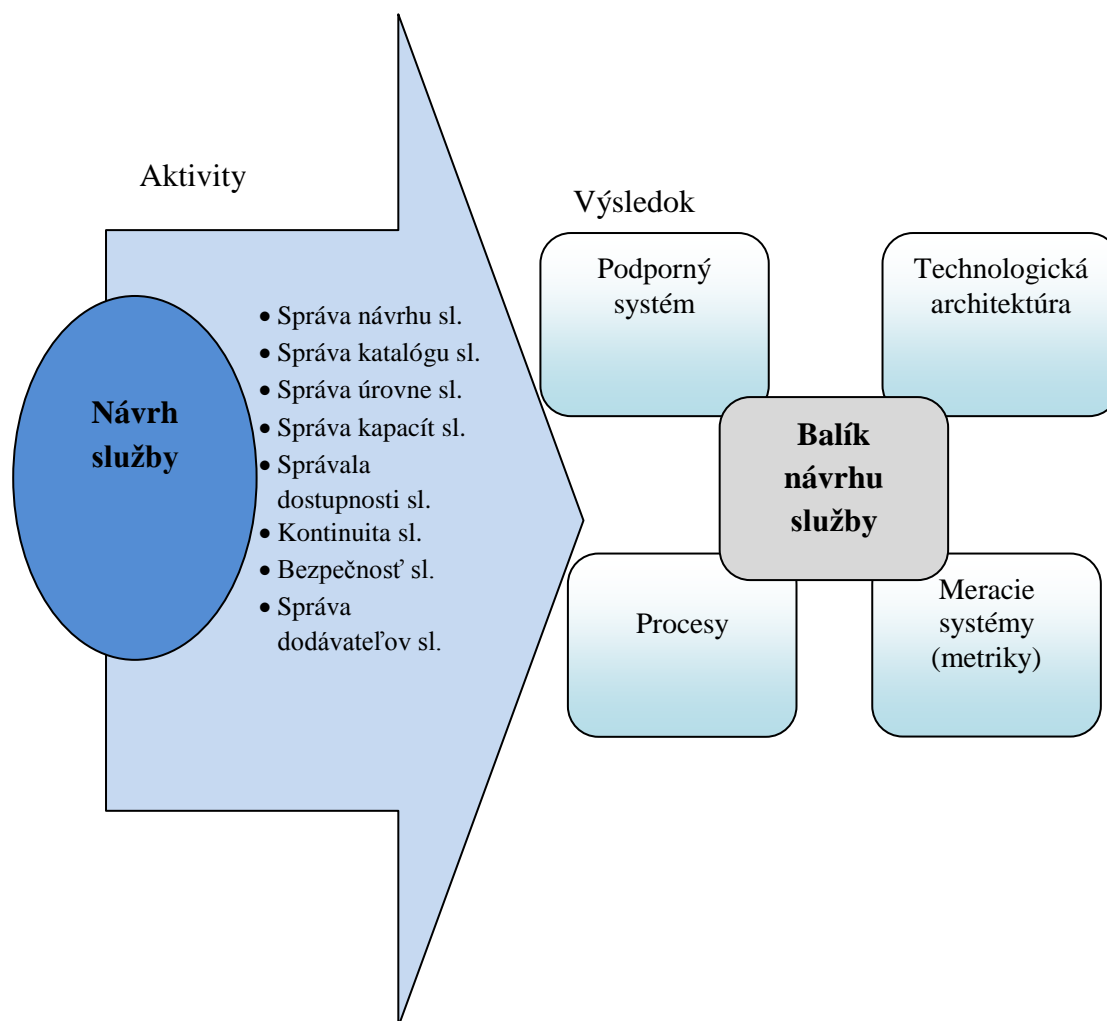 Aktivity
Návrh
služby
• Správa návrhu sl.
• Správa katalógu sl.
• Správa úrovne sl.
• Správa kapacít sl.
• Správala
dostupnosti sl.
• Kontinuita sl.
• Bezpečnosť sl.
• Správa
dodávateľov sl.
Výsledok
Podporný
systém
Technologická
architektúra
Balík
návrhu
služby
Procesy
Meracie
systémy
(metriky)